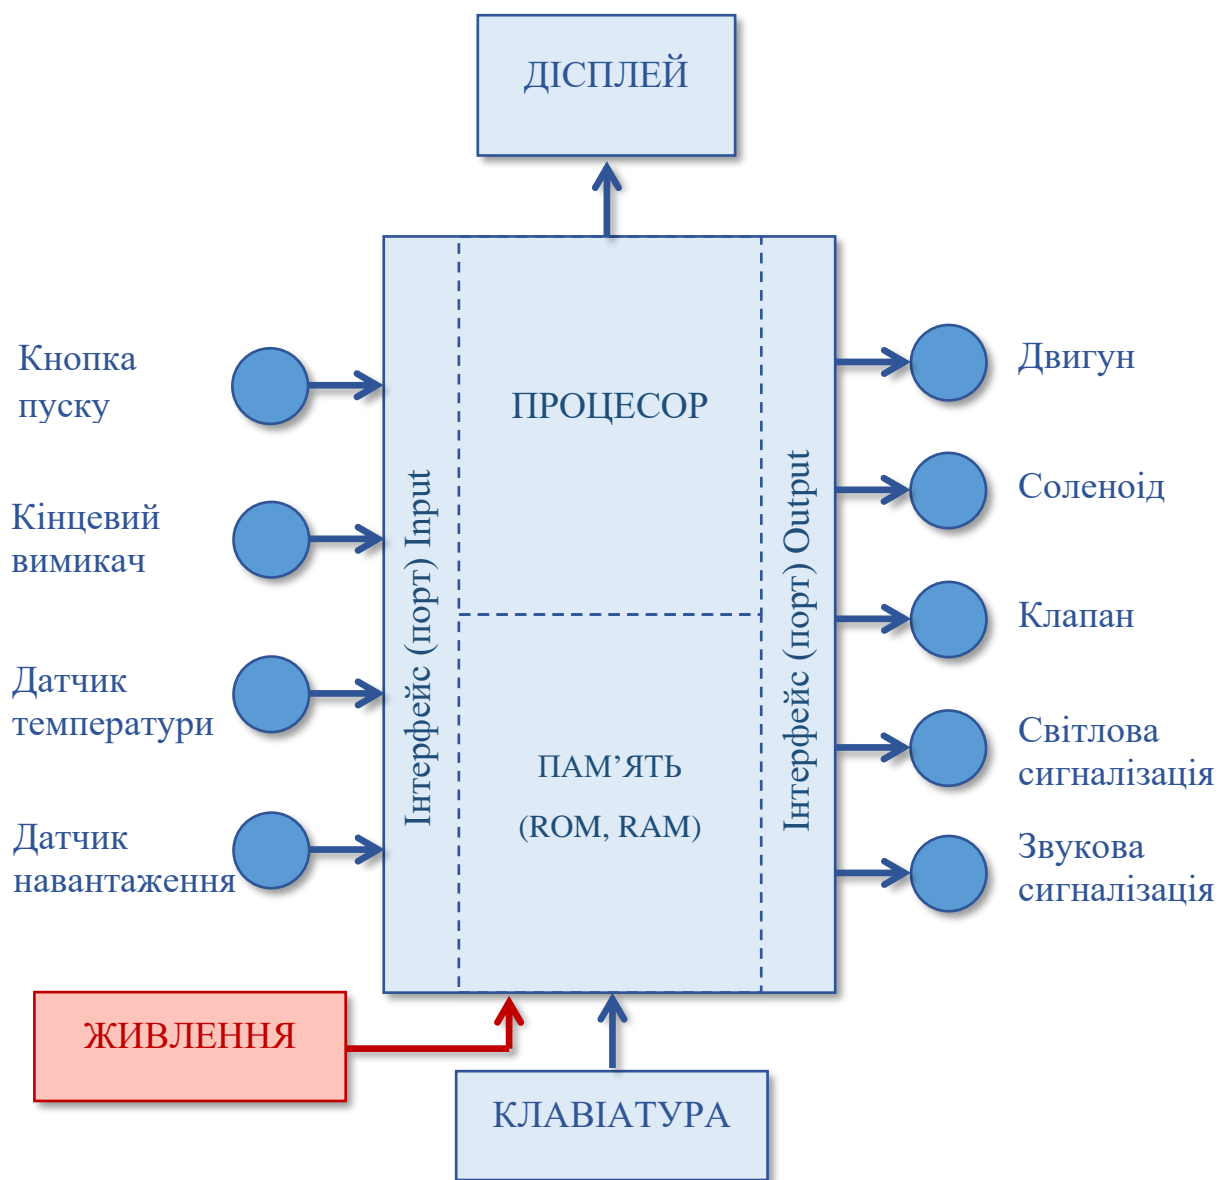 ДІСПЛЕЙ
Кнопка
пуску
Кінцевий
вимикач
Датчик
температури
Датчик
навантаження
Інтерфейс (порт) Input
ПРОЦЕСОР
ПАМ’ЯТЬ
(ROM, RAM)
Інтерфейс (порт) Output
Двигун
Соленоід
Клапан
Світлова
сигналізація
Звукова
сигналізація
ЖИВЛЕННЯ
КЛАВІАТУРА